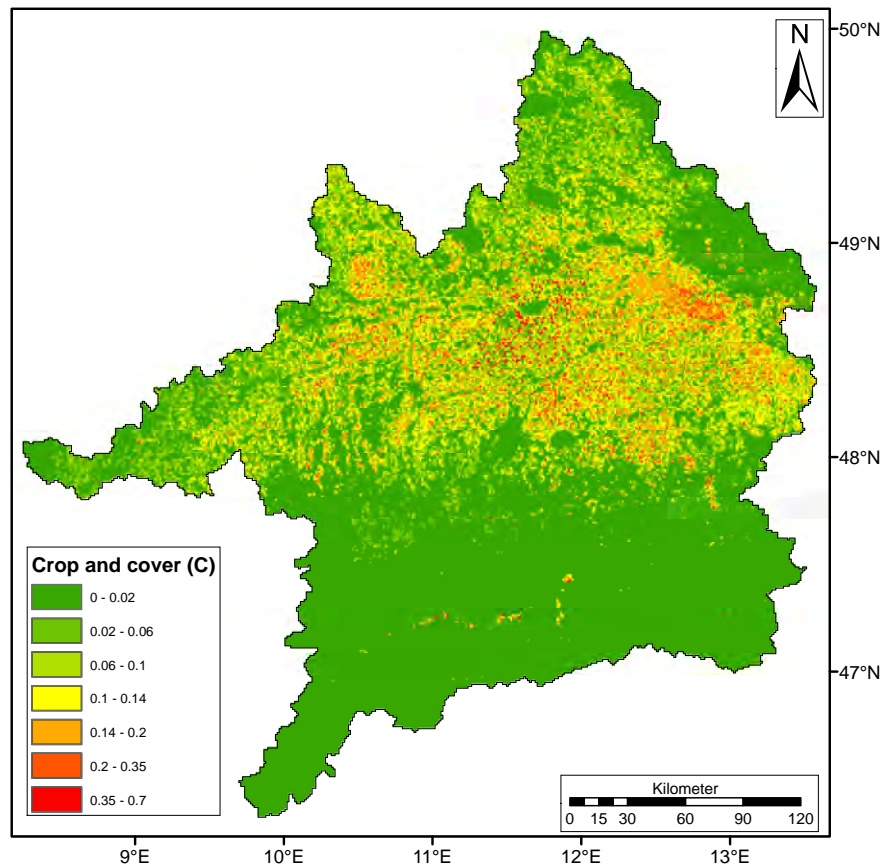 N
50°N
49°N
48°N
47°N
Crop and cover (C)
0 - 0.02
0.02 - 0.06
0.06 - 0.1
0.1 - 0.14
0.14 - 0.2
0.2 - 0.35
0.35 - 0.7
Kilometer
0 15 30 60 90 120
9°E 10°E 11°E 12°E 13°E